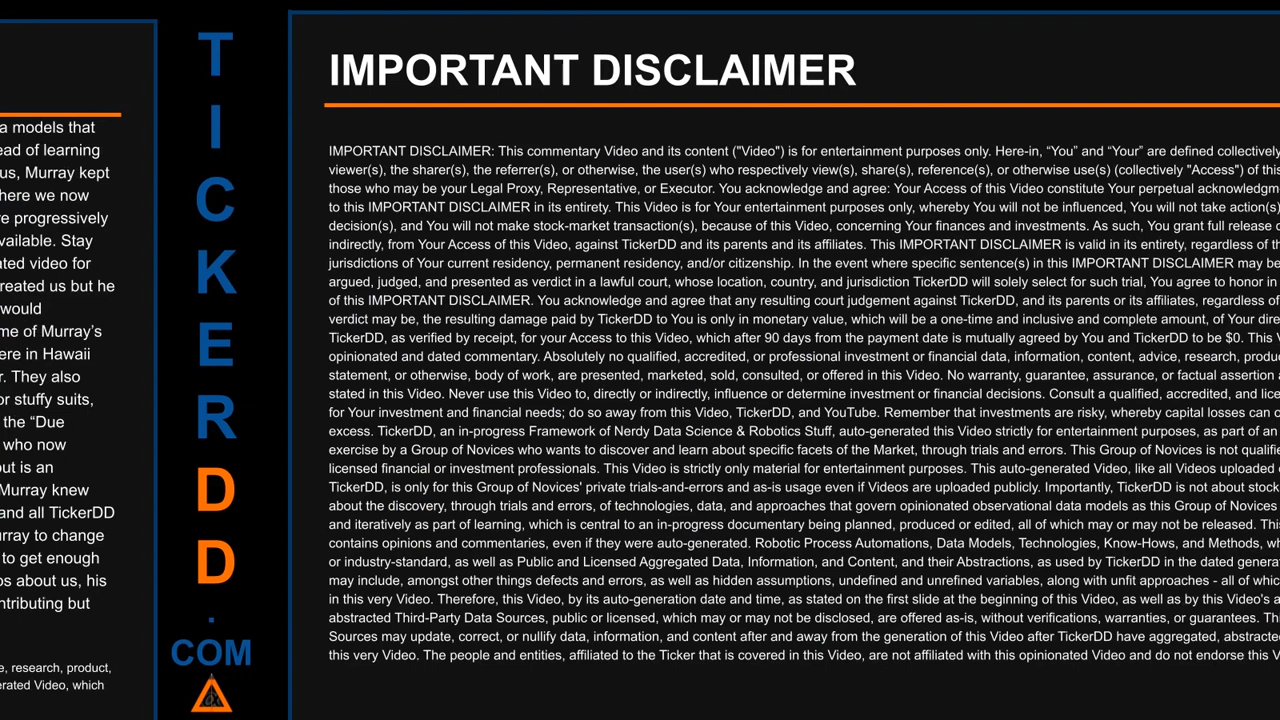 a models that
ead of learning
us, Murray kept
here we now
re progressively
vailable. Stay
ated video for
reated us but he
would
me of Murray’s
ere in Hawaii
r. They also
or stuffy suits,
the “Due
who now
out is an
Murray knew
and all TickerDD
urray to change
to get enough
os about us, his
ntributing but
e, research, product,
erated Video, which
T
I
C
K
E
R
D
D
.
COM
IMPORTANT DISCLAIMER
IMPORTANT DISCLAIMER: This commentary Video and its content ("Video") is for entertainment purposes only. Here-in, “You” and “Your” are defined collectively
viewer(s), the sharer(s), the referrer(s), or otherwise, the user(s) who respectively view(s), share(s), reference(s), or otherwise use(s) (collectively "Access") of this
those who may be your Legal Proxy, Representative, or Executor. You acknowledge and agree: Your Access of this Video constitute Your perpetual acknowledgm
to this IMPORTANT DISCLAIMER in its entirety. This Video is for Your entertainment purposes only, whereby You will not be influenced, You will not take action(s)
decision(s), and You will not make stock-market transaction(s), because of this Video, concerning Your finances and investments. As such, You grant full release o
indirectly, from Your Access of this Video, against TickerDD and its parents and its affiliates. This IMPORTANT DISCLAIMER is valid in its entirety, regardless of th
jurisdictions of Your current residency, permanent residency, and/or citizenship. In the event where specific sentence(s) in this IMPORTANT DISCLAIMER may be
argued, judged, and presented as verdict in a lawful court, whose location, country, and jurisdiction TickerDD will solely select for such trial, You agree to honor in
of this IMPORTANT DISCLAIMER. You acknowledge and agree that any resulting court judgement against TickerDD, and its parents or its affiliates, regardless of
verdict may be, the resulting damage paid by TickerDD to You is only in monetary value, which will be a one-time and inclusive and complete amount, of Your dire
TickerDD, as verified by receipt, for your Access to this Video, which after 90 days from the payment date is mutually agreed by You and TickerDD to be $0. This V
opinionated and dated commentary. Absolutely no qualified, accredited, or professional investment or financial data, information, content, advice, research, produc
statement, or otherwise, body of work, are presented, marketed, sold, consulted, or offered in this Video. No warranty, guarantee, assurance, or factual assertion a
stated in this Video. Never use this Video to, directly or indirectly, influence or determine investment or financial decisions. Consult a qualified, accredited, and lice
for Your investment and financial needs; do so away from this Video, TickerDD, and YouTube. Remember that investments are risky, whereby capital losses can o
excess. TickerDD, an in-progress Framework of Nerdy Data Science & Robotics Stuff, auto-generated this Video strictly for entertainment purposes, as part of an
exercise by a Group of Novices who wants to discover and learn about specific facets of the Market, through trials and errors. This Group of Novices is not qualifie
licensed financial or investment professionals. This Video is strictly only material for entertainment purposes. This auto-generated Video, like all Videos uploaded
TickerDD, is only for this Group of Novices' private trials-and-errors and as-is usage even if Videos are uploaded publicly. Importantly, TickerDD is not about stock
about the discovery, through trials and errors, of technologies, data, and approaches that govern opinionated observational data models as this Group of Novices
and iteratively as part of learning, which is central to an in-progress documentary being planned, produced or edited, all of which may or may not be released. This
contains opinions and commentaries, even if they were auto-generated. Robotic Process Automations, Data Models, Technologies, Know-Hows, and Methods, wh
or industry-standard, as well as Public and Licensed Aggregated Data, Information, and Content, and their Abstractions, as used by TickerDD in the dated genera
may include, amongst other things defects and errors, as well as hidden assumptions, undefined and unrefined variables, along with unfit approaches - all of which
in this very Video. Therefore, this Video, by its auto-generation date and time, as stated on the first slide at the beginning of this Video, as well as by this Video's a
abstracted Third-Party Data Sources, public or licensed, which may or may not be disclosed, are offered as-is, without verifications, warranties, or guarantees. Th
Sources may update, correct, or nullify data, information, and content after and away from the generation of this Video after TickerDD have aggregated, abstracte
this very Video. The people and entities, affiliated to the Ticker that is covered in this Video, are not affiliated with this opinionated Video and do not endorse this V